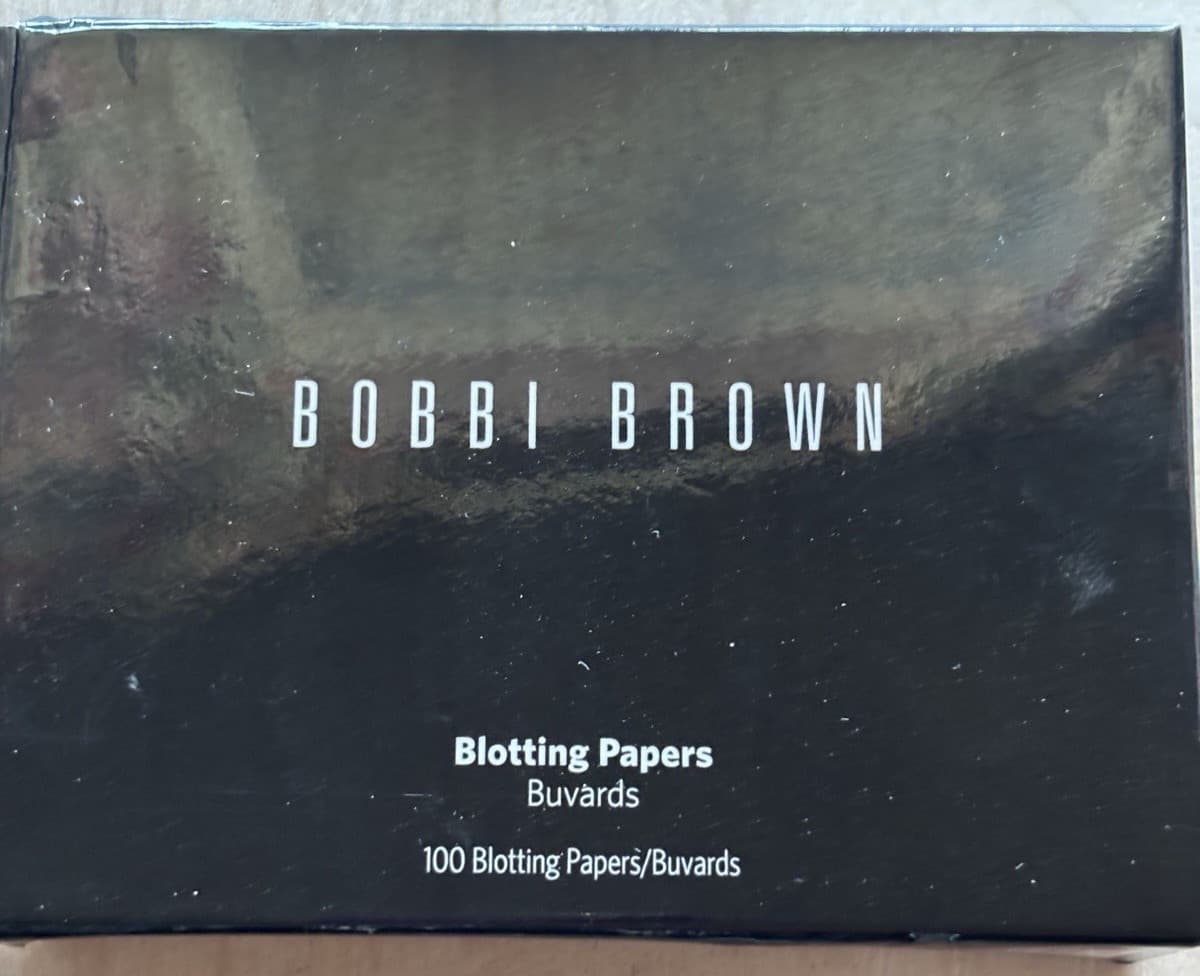 BOBBI BROWN
Blotting Papers
Buvards
100 Blotting Papers/Buvards